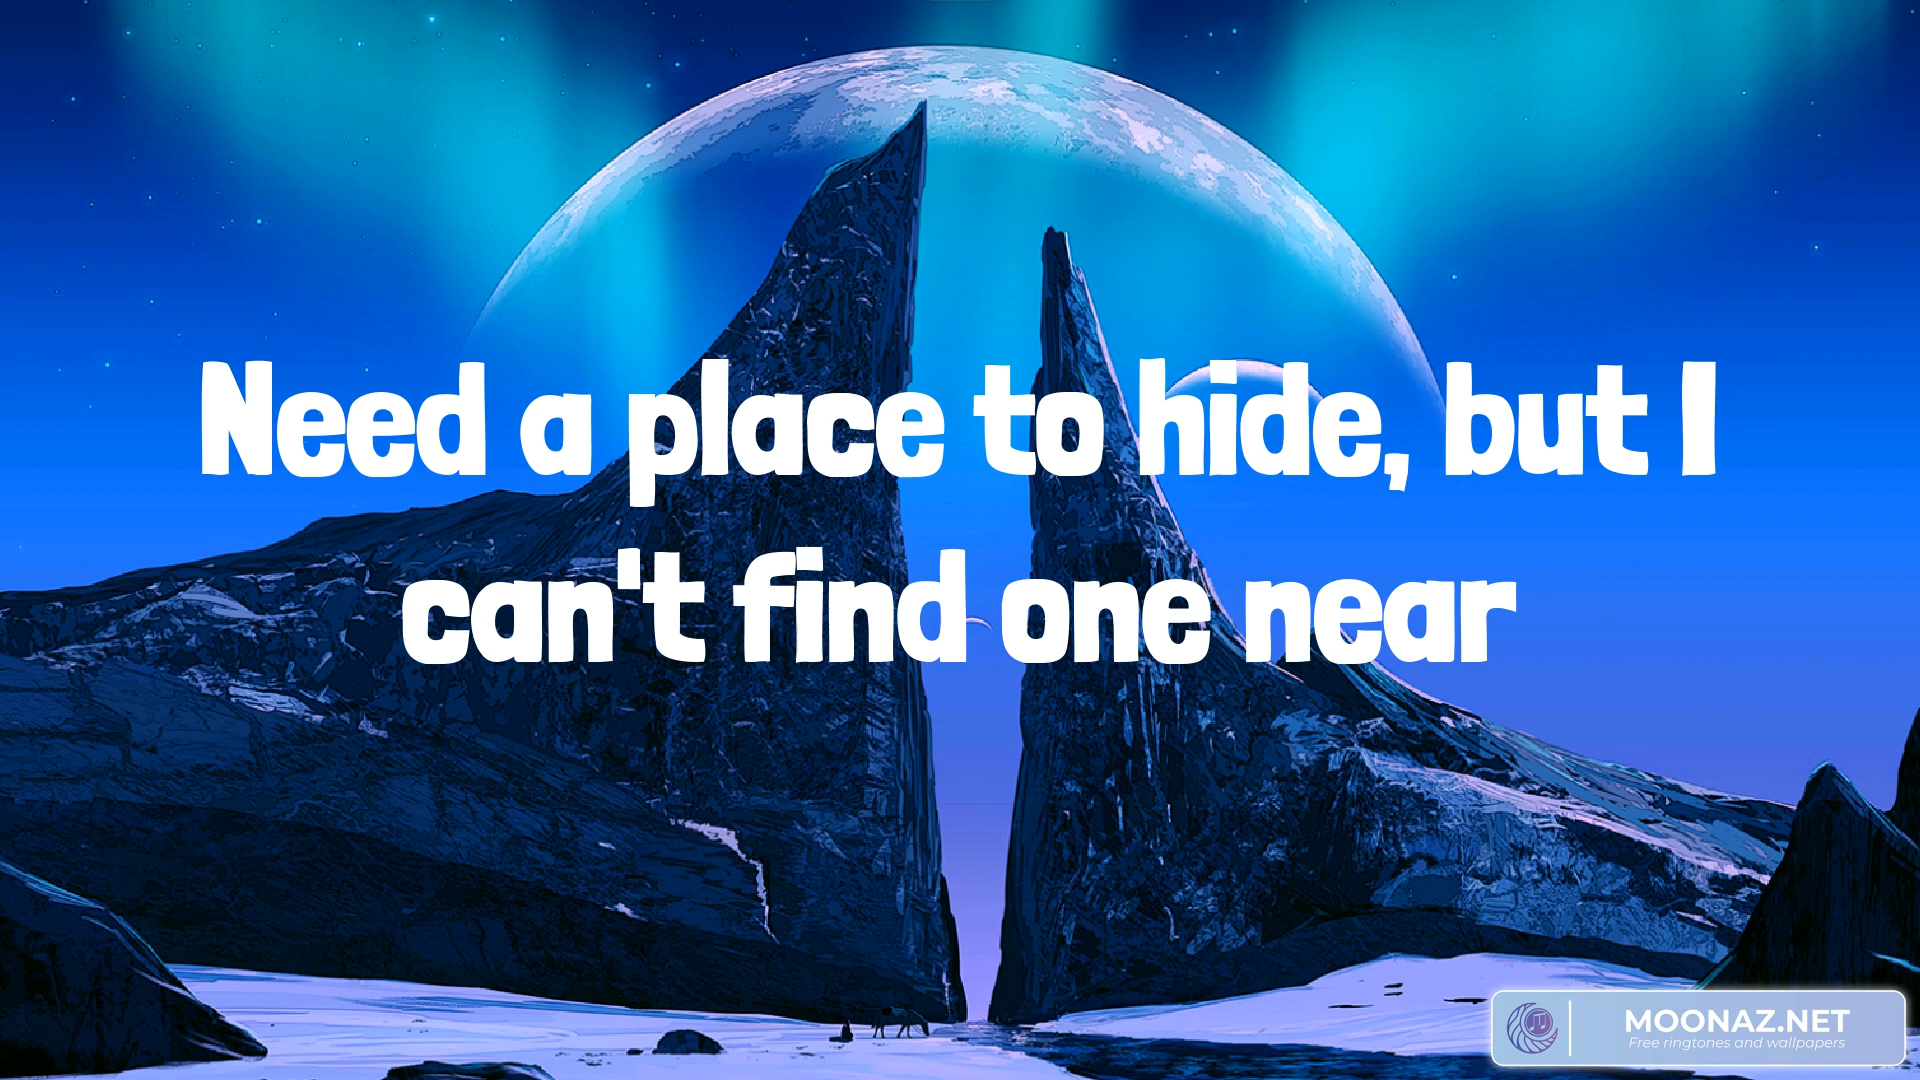 Need a place to hide, but I
can't find one near
MOONAZ.NET
Free ringtones and wallpapers